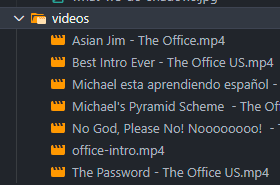 videos
Asian Jim - The Office.mp4
Best Intro Ever - The Office US.mp4
Michael esta aprendiendo español -
Michael's Pyramid Scheme - The Offi
No God, Please No! Noooooooo! - T
office-intro.mp4
The Password - The Office US.mp4